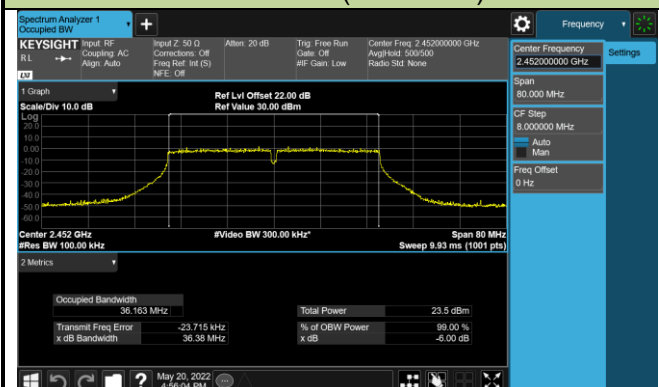 Spectrum Analyzer 1
Occupied BW
+
Frequency
KEYSIGHT
RL
Input: RF
Coupling: AC
Align: Auto
Input Z: 50 Ω
Corrections: Off
Freq Ref: Int (S)
NFE: Off
Atten: 20 dB
Trig: Free Run
Gate: Off
#IF Gain: Low
Center Freq: 2.452000000 GHz
Avg|Hold: 500/500
Radio Std: None
LXI
Center Frequency
2.452000000 GHz
Settings
Span
80.000 MHz
CF Step
8.000000 MHz
Auto
Man
Freq Offset
0 Hz
1 Graph
Scale/Div 10.0 dB
Ref Lvl Offset 22.00 dB
Ref Value 30.00 dBm
Log
20.0
10.0
0.00
-10.0
-20.0
-30.0
-40.0
-50.0
-60.0
Center 2.452 GHz
#Res BW 100.00 kHz
#Video BW 300.00 kHz*
Span 80 MHz
Sweep 9.93 ms (1001 pts)
2 Metrics
Occupied Bandwidth
36.163 MHz
Total Power 23.5 dBm
Transmit Freq Error -23.715 kHz
% of OBW Power 99.00 %
x dB Bandwidth 36.38 MHz
x dB -6.00 dB
?
May 20, 2022
4:56:04 PM